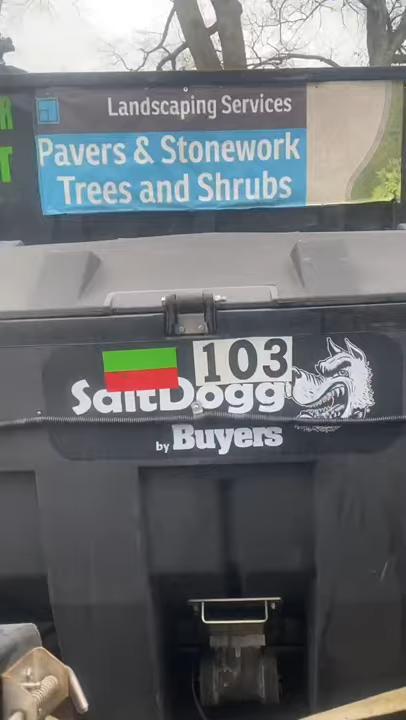 Landscaping Services
Pavers & Stonework
Trees and Shrubs
103
SaltDogg
by Buyers